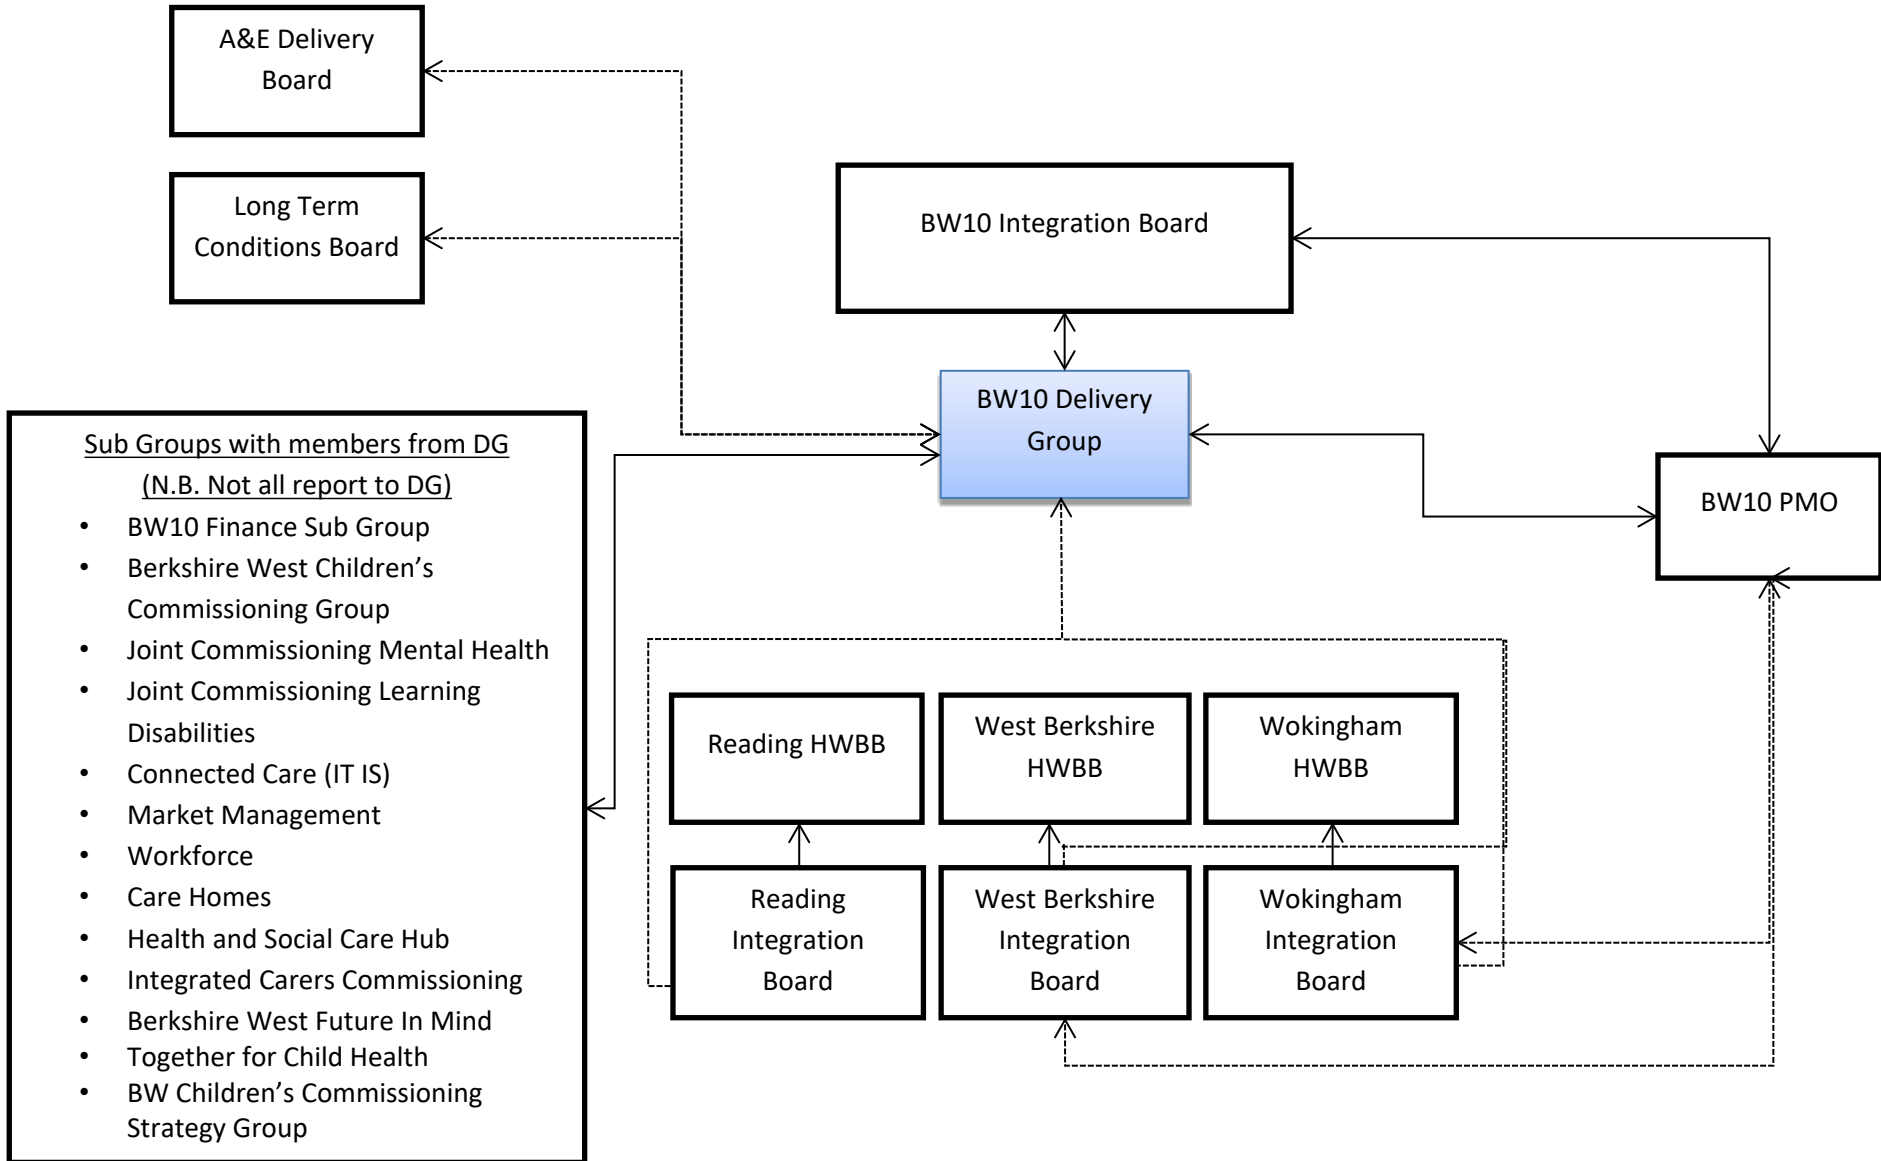 A&E Delivery
Board
Long Term
Conditions Board
BW10 Integration Board
BW10 Delivery
Group
BW10 PMO
Sub Groups with members from DG
(N.B. Not all report to DG)
• BW10 Finance Sub Group
• Berkshire West Children’s
Commissioning Group
• Joint Commissioning Mental Health
• Joint Commissioning Learning
Disabilities
• Connected Care (IT IS)
• Market Management
• Workforce
• Care Homes
• Health and Social Care Hub
• Integrated Carers Commissioning
• Berkshire West Future In Mind
• Together for Child Health
• BW Children’s Commissioning
Strategy Group
Reading HWBB
West Berkshire
HWBB
Wokingham
HWBB
Reading
Integration
Board
West Berkshire
Integration
Board
Wokingham
Integration
Board